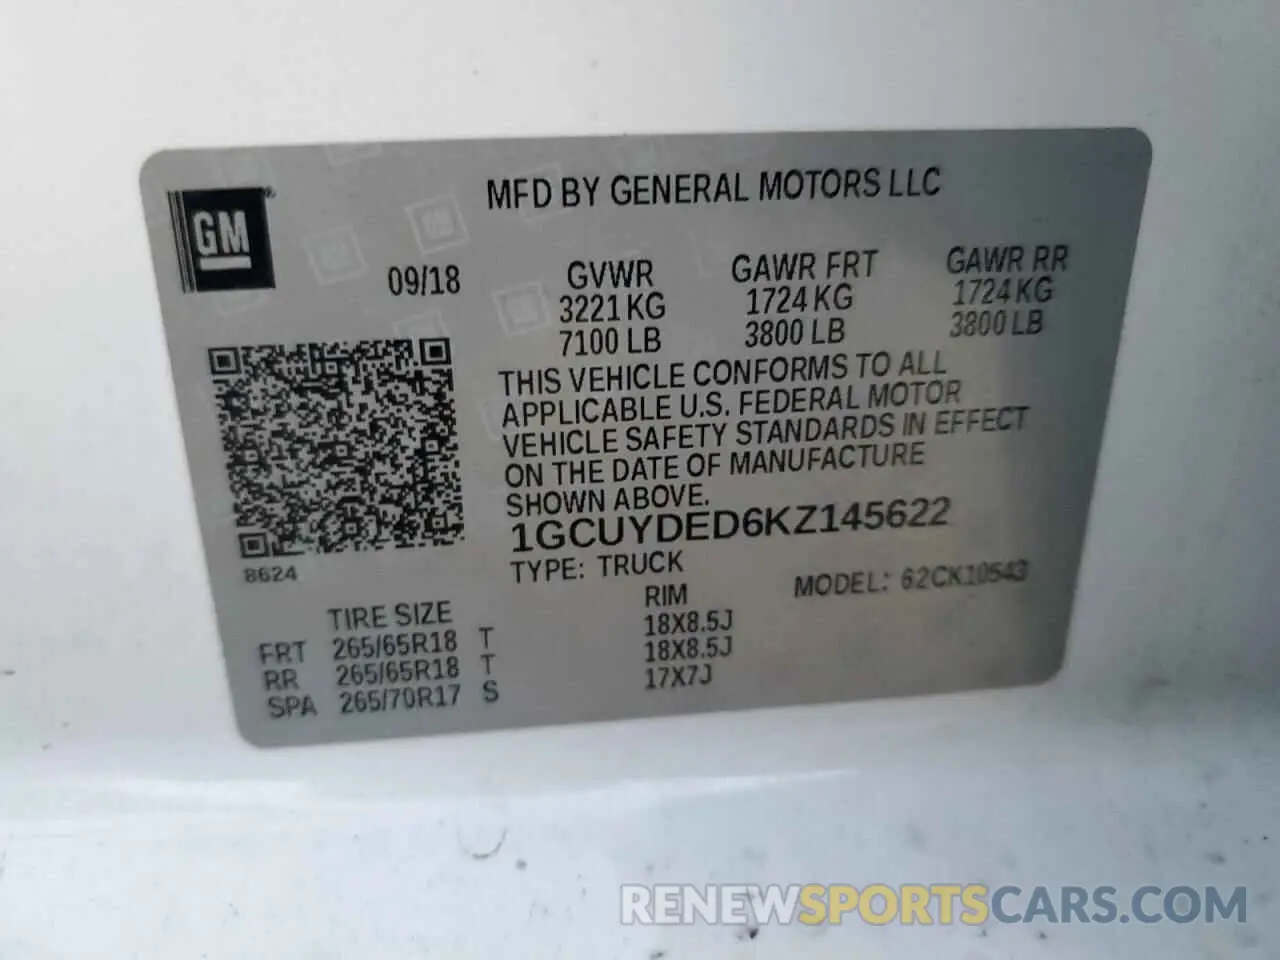 MFD BY GENERAL MOTORS LLC
GM
09/18
GVWR GAWR FRT GAWR RR
3221 KG 1724 KG 1724 KG
7100 LB 3800 LB 3800 LB
THIS VEHICLE CONFORMS TO ALL
APPLICABLE U.S. FEDERAL MOTOR
VEHICLE SAFETY STANDARDS IN EFFECT
ON THE DATE OF MANUFACTURE
SHOWN ABOVE.
1GCUYDED6KZ145622
8624
TYPE: TRUCK MODEL: 62CK10543
TIRE SIZE RIM
FRT 265/65R18 T 18X8.5J
RR 265/65R18 T 18X8.5J
SPA 265/70R17 S 17X7J
RENEWSPORTSCARS.COM